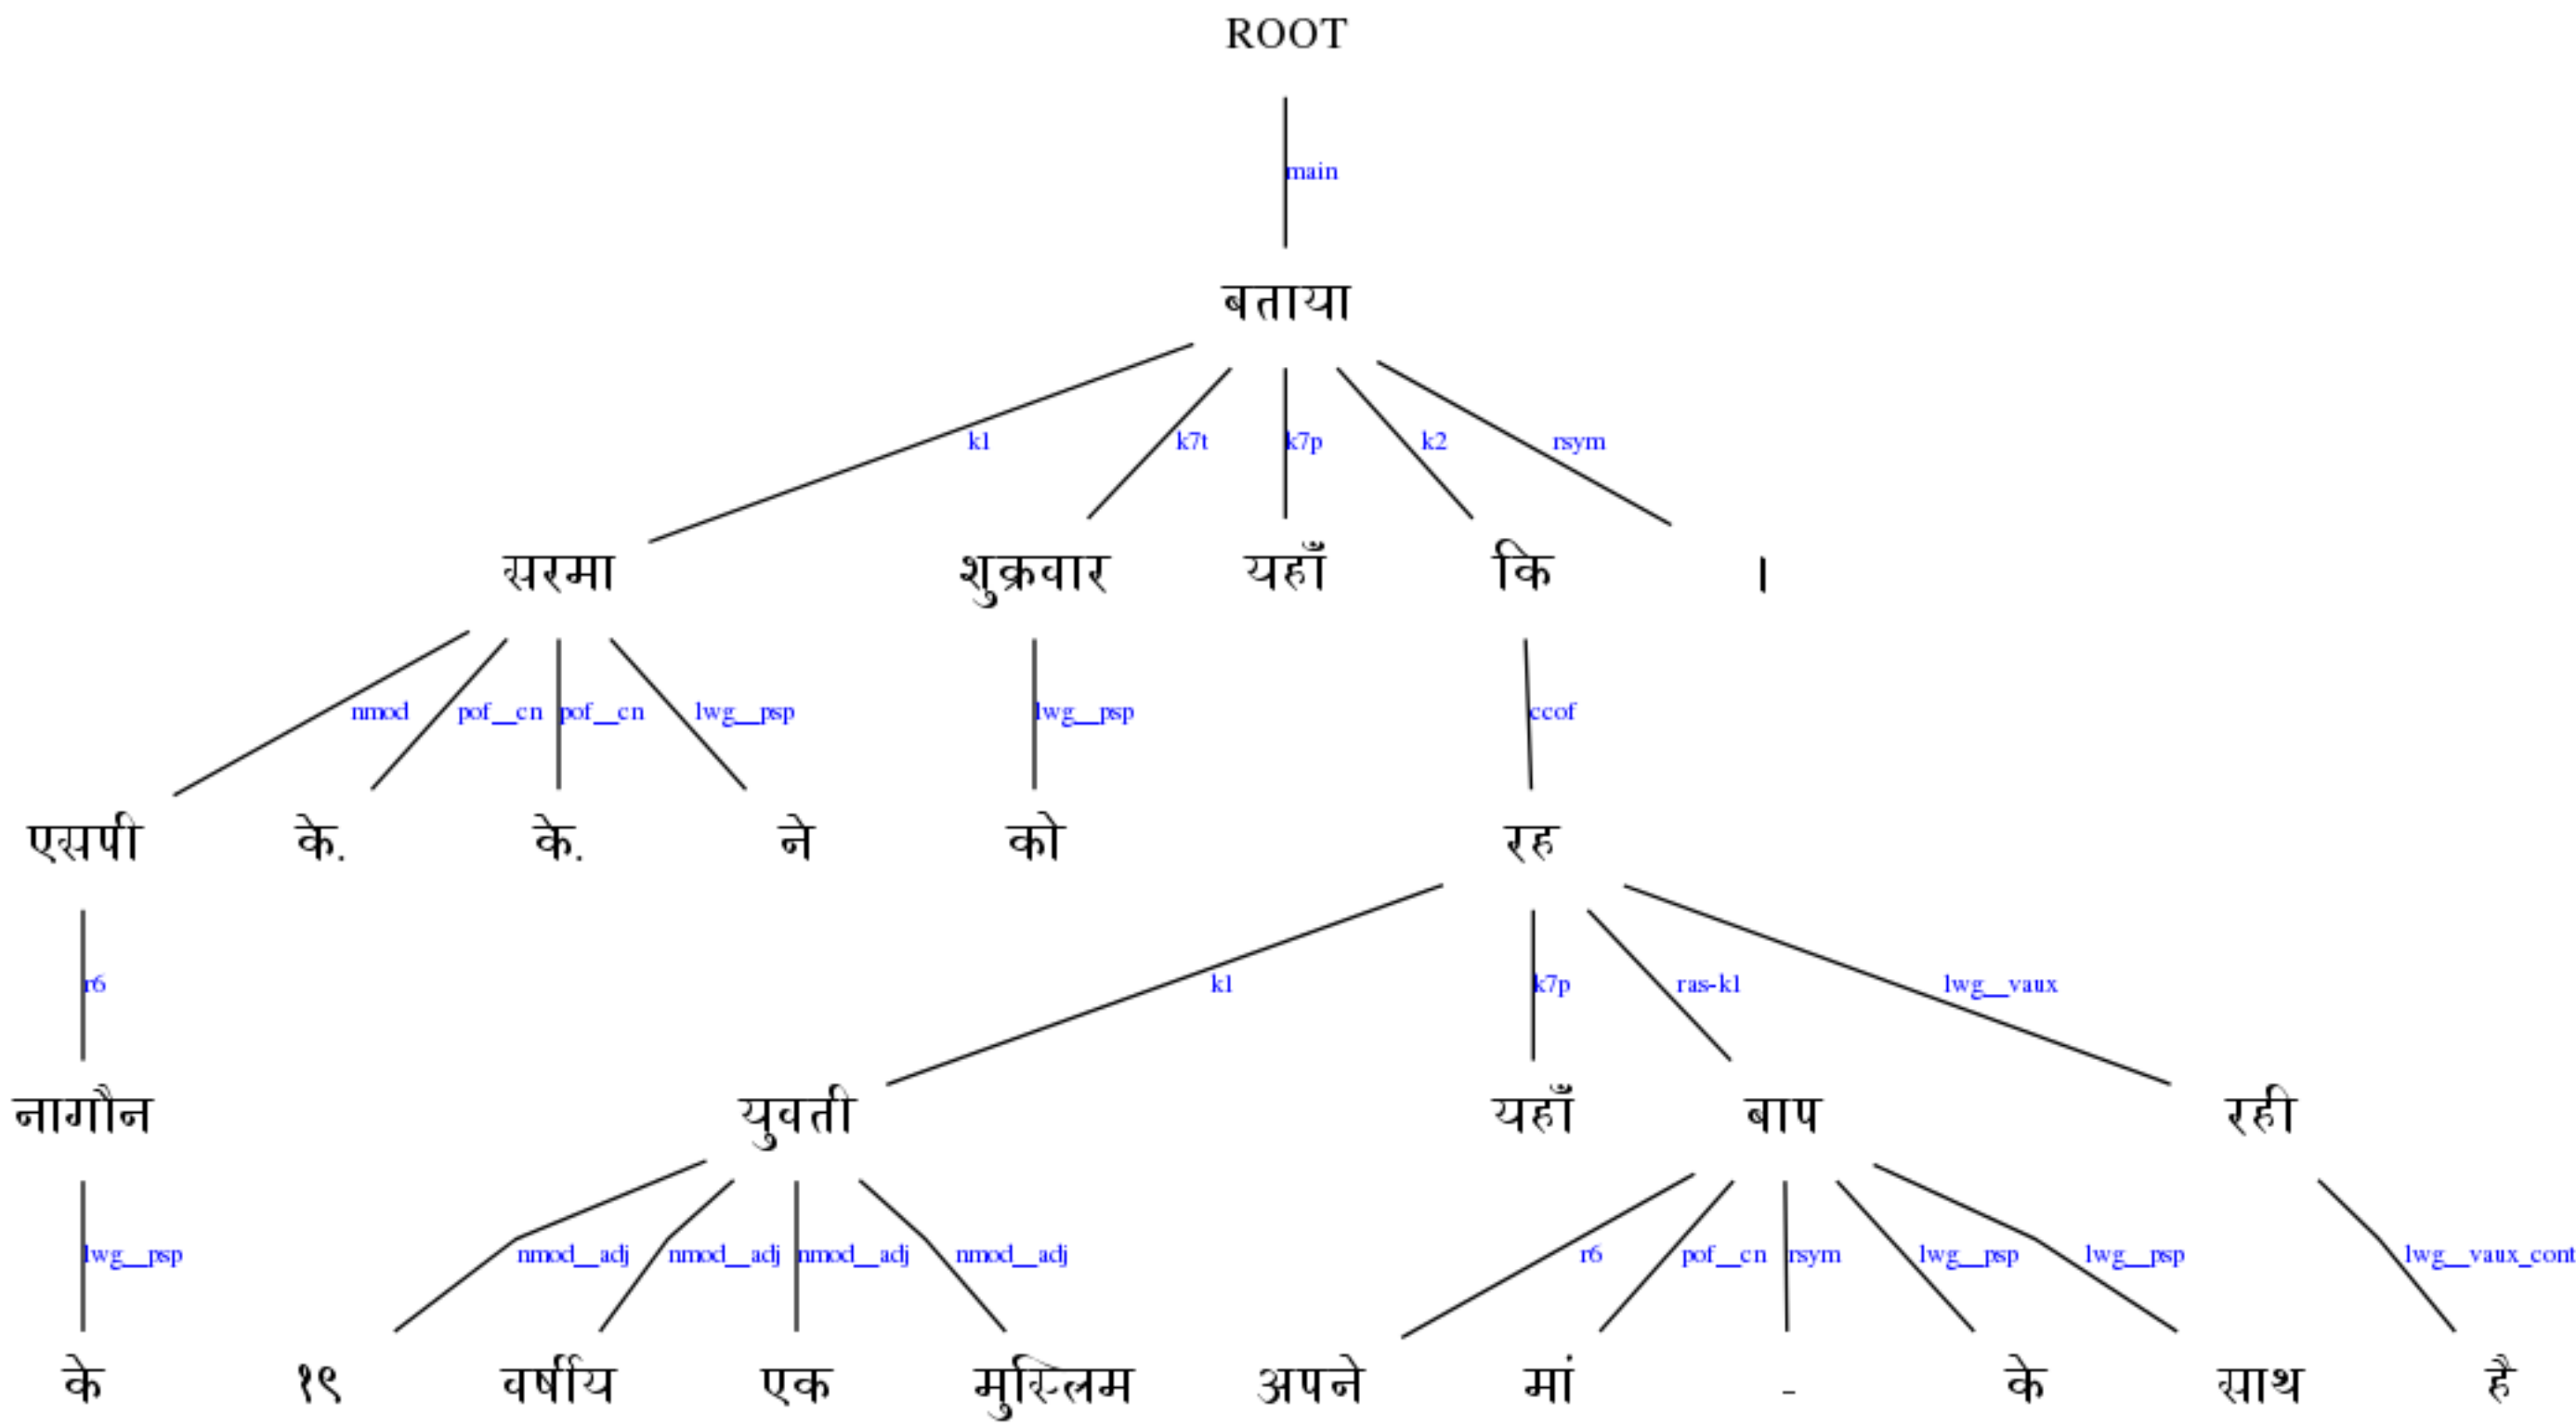 ROOT
main
बताया
k1 k7t k7p k2 rsym
सरमा शुक्रवार यहाँ कि ।
nmod pof__cn pof__cn lwg__psp lwg__psp ccof
एसपी के. के. ने को रह
r6 k1 k7p ras-k1 lwg__vaux
नागौन युवती यहाँ बाप रही
lwg__psp nmod__adj nmod__adj nmod__adj nmod__adj r6 pof__cn rsym lwg__psp lwg__psp lwg__vaux_cont
के १९ वर्षीय एक मुस्लिम अपने मां - के साथ है